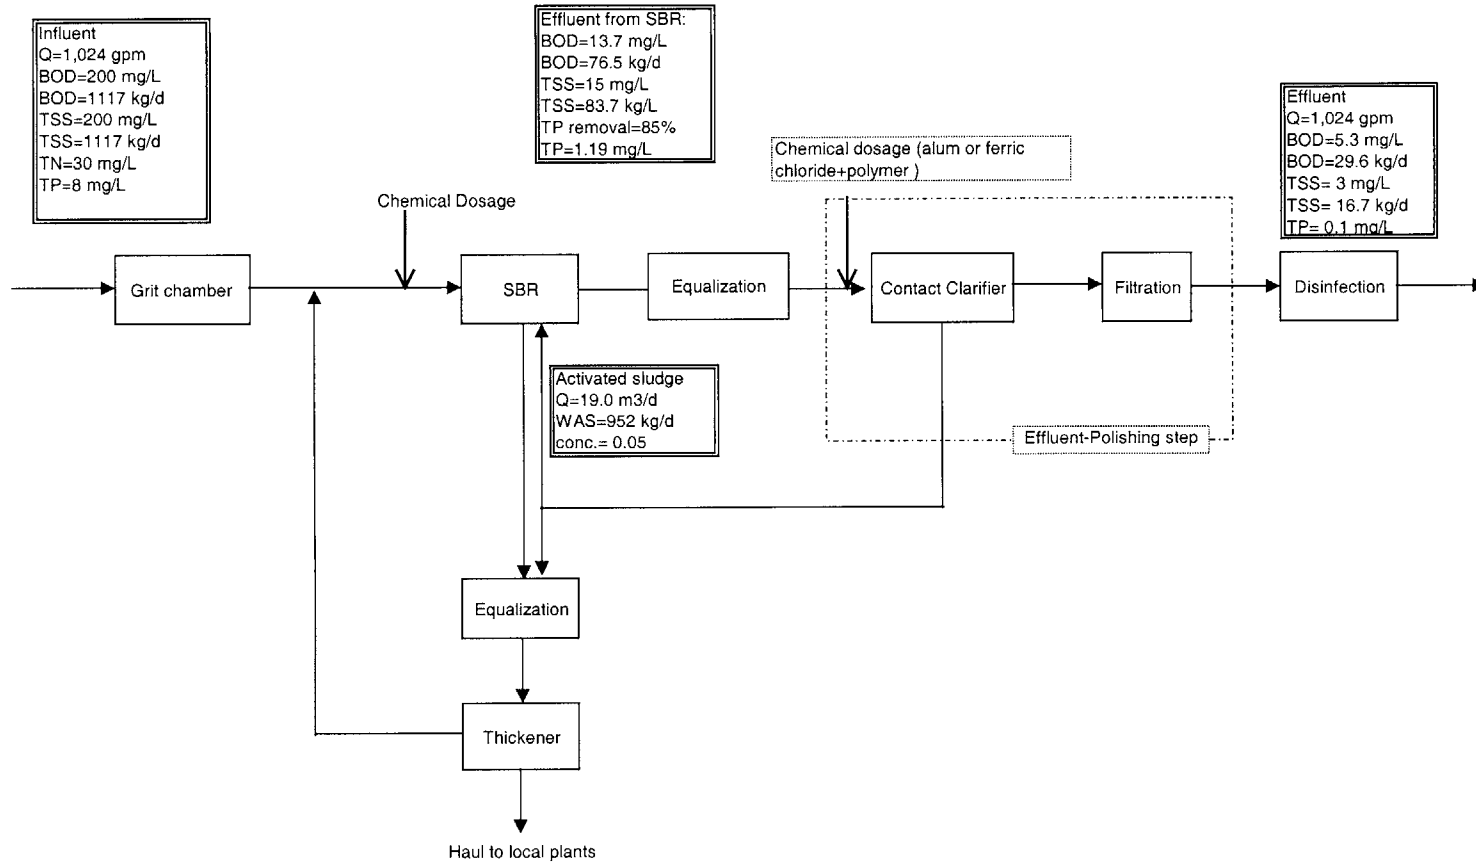 Influent
Q=1,024 gpm
BOD=200 mg/L
BOD=1117 kg/d
TSS=200 mg/L
TSS=1117 kg/d
TN=30 mg/L
TP=8 mg/L
Effluent from SBR:
BOD=13.7 mg/L
BOD=76.5 kg/d
TSS=15 mg/L
TSS=83.7 kg/L
TP removal=85%
TP=1.19 mg/L
Effluent
Q=1,024 gpm
BOD=5.3 mg/L
BOD=29.6 kg/d
TSS= 3 mg/L
TSS= 16.7 kg/d
TP= 0.1 mg/L
Chemical dosage (alum or ferric
chloride+polymer )
Chemical Dosage
Grit chamber
SBR
Equalization
Contact Clarifier
Filtration
Disinfection
Activated sludge
Q=19.0 m3/d
WAS=952 kg/d
conc.= 0.05
Effluent-Polishing step
Equalization
Thickener
Haul to local plants